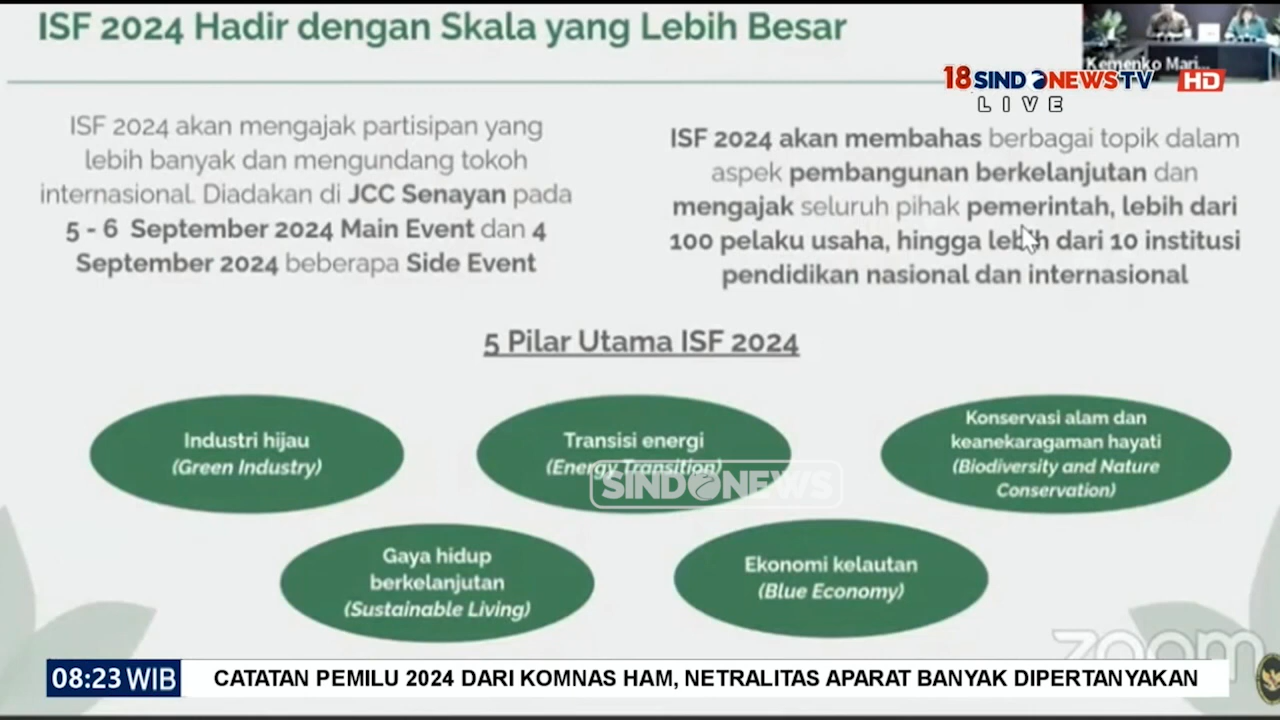 ISF 2024 Hadir dengan Skala yang Lebih Besar
Kemenko Mari...
18 SINDONEWSTV HD
LIVE
ISF 2024 akan mengajak partisipan yang
lebih banyak dan mengundang tokoh
internasional. Diadakan di JCC Senayan pada
5 - 6 September 2024 Main Event dan 4
September 2024 beberapa Side Event
ISF 2024 akan membahas berbagai topik dalam
aspek pembangunan berkelanjutan dan
mengajak seluruh pihak pemerintah, lebih dari
100 pelaku usaha, hingga lebih dari 10 institusi
pendidikan nasional dan internasional
5 Pilar Utama ISF 2024
Industri hijau
(Green Industry)
Transisi energi
(Energy Transition)
Konservasi alam dan
keanekaragaman hayati
(Biodiversity and Nature
Conservation)
SINDONEWS
Gaya hidup
berkelanjutan
(Sustainable Living)
Ekonomi kelautan
(Blue Economy)
zoom
08:23 WIB
CATATAN PEMILU 2024 DARI KOMNAS HAM, NETRALITAS APARAT BANYAK DIPERTANYAKAN